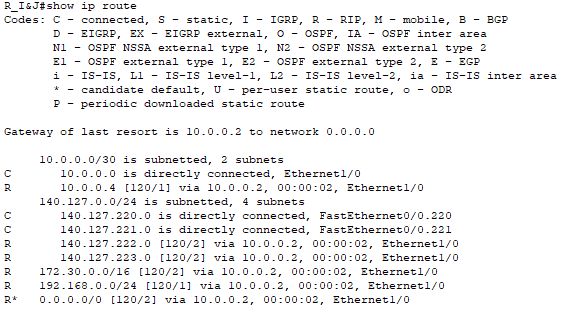 R_I&J#show ip route
Codes: C - connected, S - static, I - IGRP, R - RIP, M - mobile, B - BGP
       D - EIGRP, EX - EIGRP external, O - OSPF, IA - OSPF inter area
       N1 - OSPF NSSA external type 1, N2 - OSPF NSSA external type 2
       E1 - OSPF external type 1, E2 - OSPF external type 2, E - EGP
       i - IS-IS, L1 - IS-IS level-1, L2 - IS-IS level-2, ia - IS-IS inter area
       * - candidate default, U - per-user static route, o - ODR
       P - periodic downloaded static route

Gateway of last resort is 10.0.0.2 to network 0.0.0.0

     10.0.0.0/30 is subnetted, 2 subnets
C       10.0.0.0 is directly connected, Ethernet1/0
R       10.0.0.4 [120/1] via 10.0.0.2, 00:00:02, Ethernet1/0
     140.127.0.0/24 is subnetted, 4 subnets
C       140.127.220.0 is directly connected, FastEthernet0/0.220
C       140.127.221.0 is directly connected, FastEthernet0/0.221
R       140.127.222.0 [120/2] via 10.0.0.2, 00:00:02, Ethernet1/0
R       140.127.223.0 [120/2] via 10.0.0.2, 00:00:02, Ethernet1/0
R    172.30.0.0/16 [120/2] via 10.0.0.2, 00:00:02, Ethernet1/0
R    192.168.0.0/24 [120/1] via 10.0.0.2, 00:00:02, Ethernet1/0
R*   0.0.0.0/0 [120/2] via 10.0.0.2, 00:00:02, Ethernet1/0